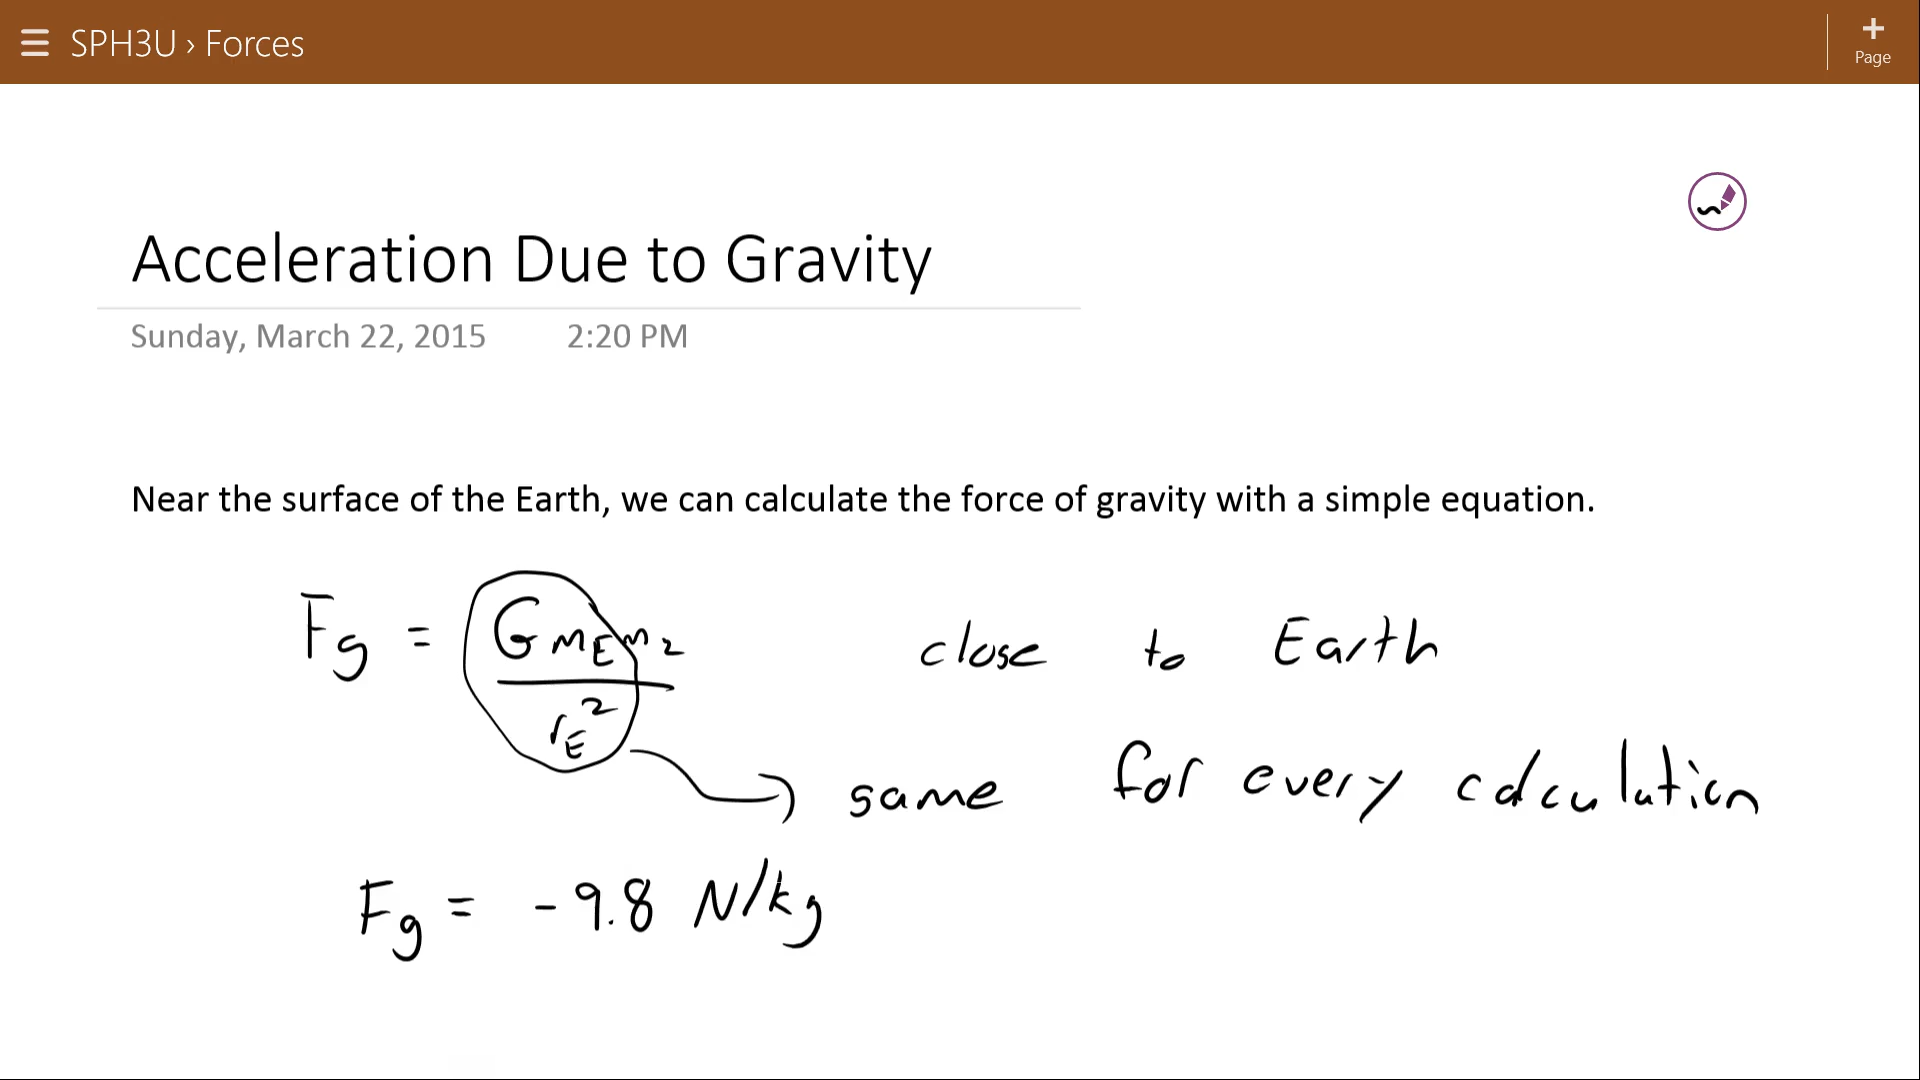 SPH3U › Forces
+
Page
Acceleration Due to Gravity
Sunday, March 22, 2015 2:20 PM
Near the surface of the Earth, we can calculate the force of gravity with a simple equation.
Fg = G mE m2 / rE² close to Earth
same for every calculation
Fg = -9.8 N/kg